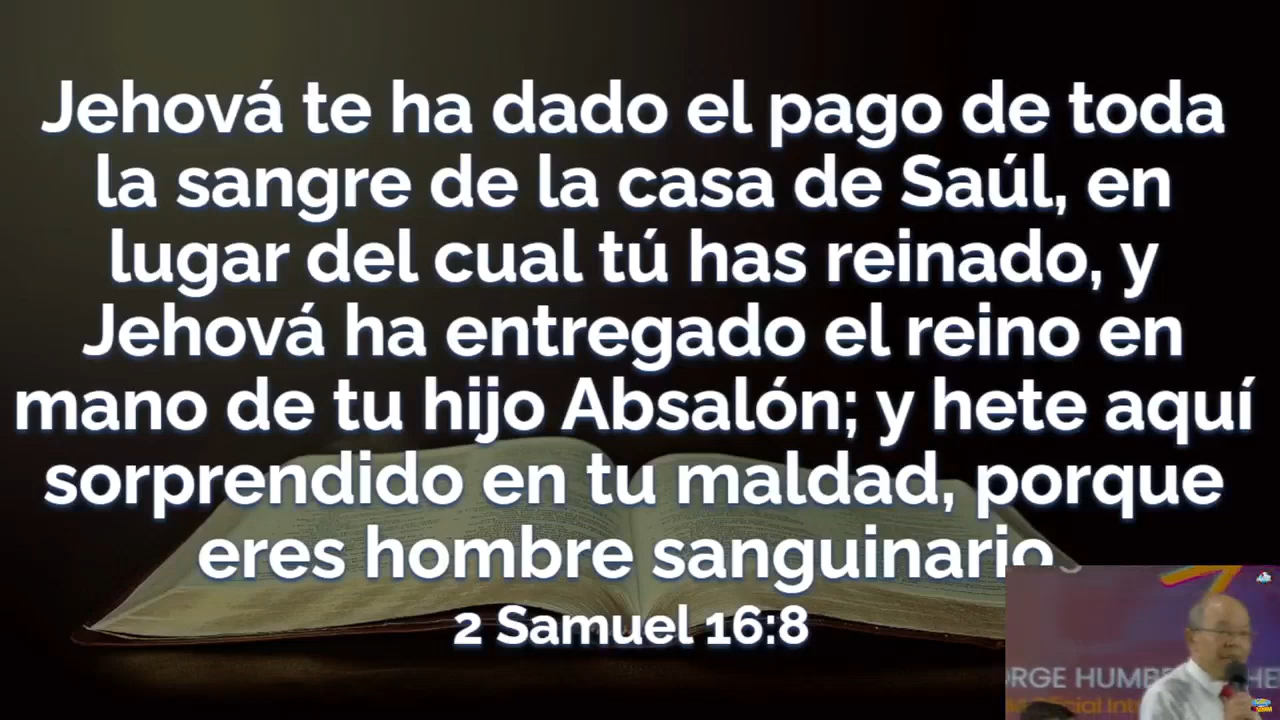 Jehová te ha dado el pago de toda
la sangre de la casa de Saúl, en
lugar del cual tú has reinado, y
Jehová ha entregado el reino en
mano de tu hijo Absalón; y hete aquí
sorprendido en tu maldad, porque
eres hombre sanguinario.
2 Samuel 16:8
ORGE HUMBE